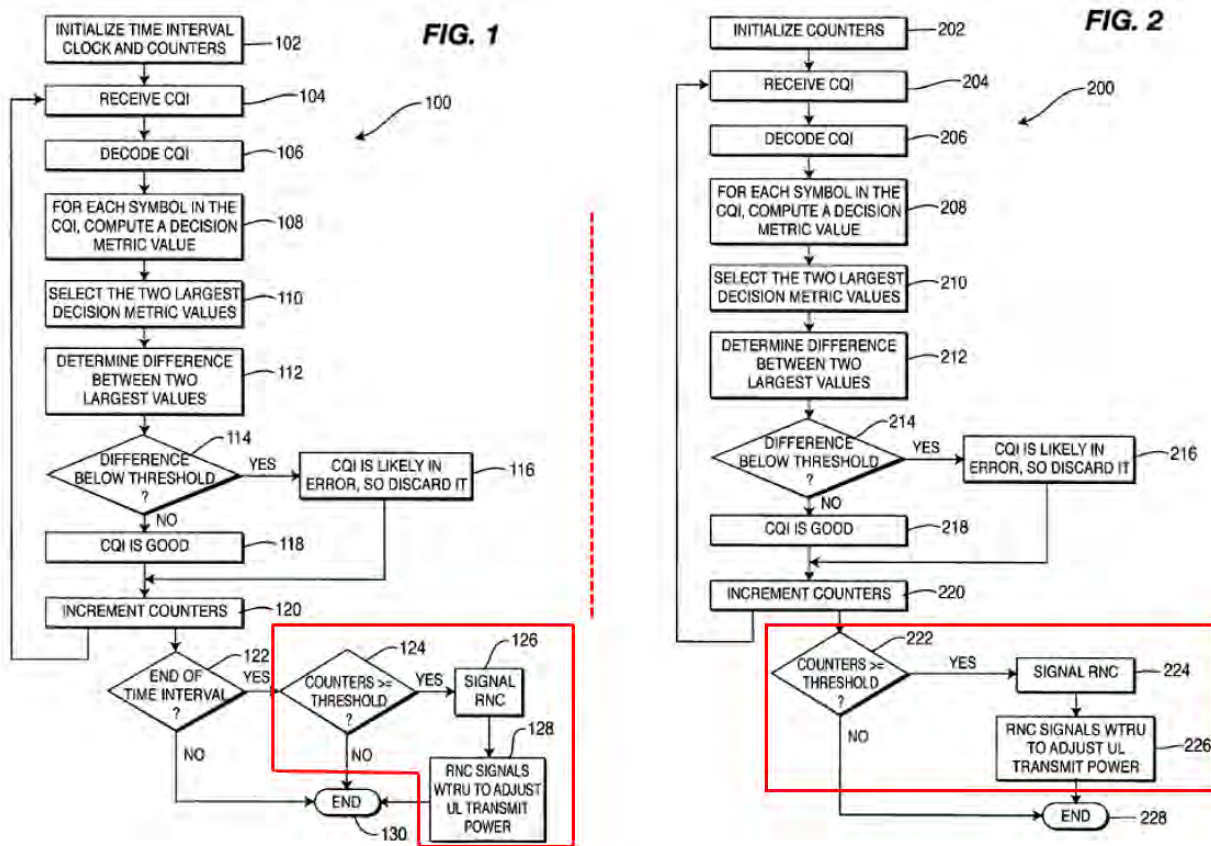 FIG. 1
INITIALIZE TIME INTERVAL
CLOCK AND COUNTERS
102
RECEIVE CQI
104
100
DECODE CQI
106
FOR EACH SYMBOL IN THE
CQI, COMPUTE A DECISION
METRIC VALUE
108
SELECT THE TWO LARGEST
DECISION METRIC VALUES
110
DETERMINE DIFFERENCE
BETWEEN TWO
LARGEST VALUES
112
114
DIFFERENCE
BELOW THRESHOLD
?
YES
NO
CQI IS LIKELY IN
ERROR, SO DISCARD IT
116
CQI IS GOOD
118
INCREMENT COUNTERS
120
122
END OF
TIME INTERVAL
?
YES
NO
124
COUNTERS >=
THRESHOLD
?
YES
NO
126
SIGNAL
RNC
128
RNC SIGNALS
WTRU TO ADJUST
UL TRANSMIT
POWER
END
130
FIG. 2
INITIALIZE COUNTERS
202
RECEIVE CQI
204
200
DECODE CQI
206
FOR EACH SYMBOL IN THE
CQI, COMPUTE A DECISION
METRIC VALUE
208
SELECT THE TWO LARGEST
DECISION METRIC VALUES
210
DETERMINE DIFFERENCE
BETWEEN TWO
LARGEST VALUES
212
214
DIFFERENCE
BELOW THRESHOLD
?
YES
NO
CQI IS LIKELY IN
ERROR, SO DISCARD IT
216
CQI IS GOOD
218
INCREMENT COUNTERS
220
222
COUNTERS >=
THRESHOLD
?
YES
NO
SIGNAL RNC
224
RNC SIGNALS WTRU
TO ADJUST UL
TRANSMIT POWER
226
END
228